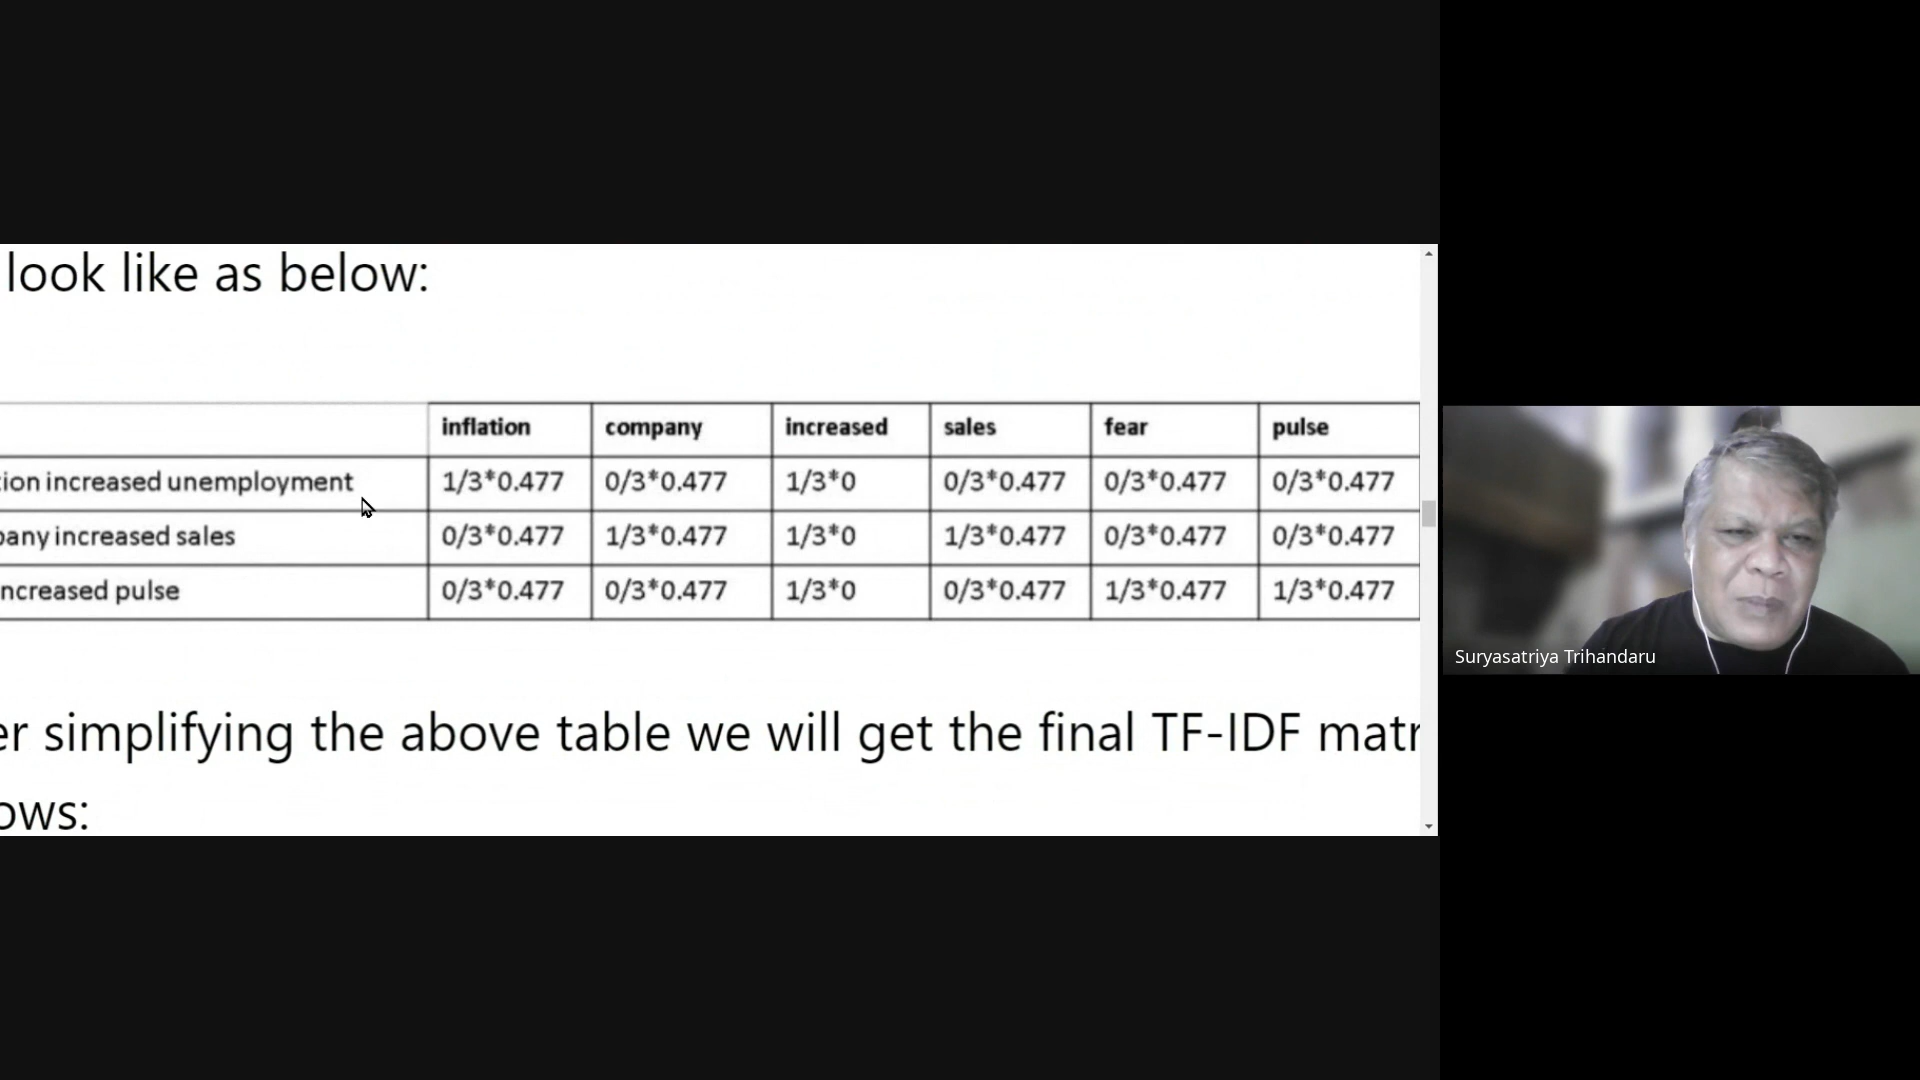 look like as below:
inflation company increased sales fear pulse
tion increased unemployment 1/3*0.477 0/3*0.477 1/3*0 0/3*0.477 0/3*0.477 0/3*0.477
pany increased sales 0/3*0.477 1/3*0.477 1/3*0 1/3*0.477 0/3*0.477 0/3*0.477
ncreased pulse 0/3*0.477 0/3*0.477 1/3*0 0/3*0.477 1/3*0.477 1/3*0.477
er simplifying the above table we will get the final TF-IDF matr
ows:
Suryasatriya Trihandaru